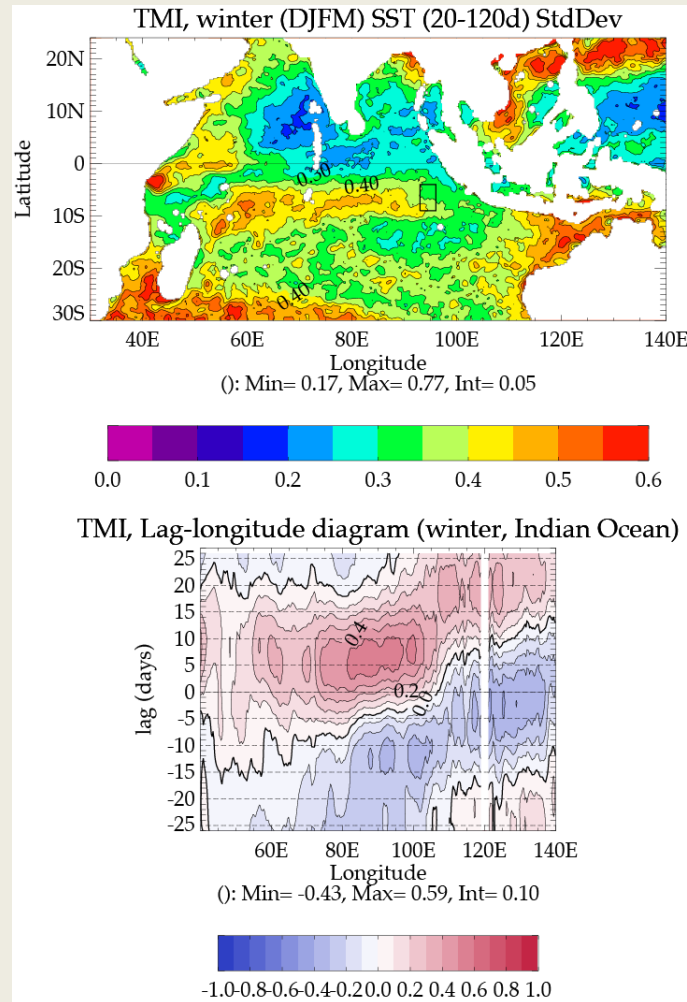 TMI, winter (DJFM) SST (20-120d) StdDev
20N
10N
0
10S
20S
30S
Latitude
0.30
0.40
0.40
40E 60E 80E 100E 120E 140E
Longitude
(): Min= 0.17, Max= 0.77, Int= 0.05
0.0 0.1 0.2 0.3 0.4 0.5 0.6
TMI, Lag-longitude diagram (winter, Indian Ocean)
25
20
15
10
5
0
-5
-10
-15
-20
-25
lag (days)
0.4
0.2
0.0
60E 80E 100E 120E 140E
Longitude
(): Min= -0.43, Max= 0.59, Int= 0.10
-1.0-0.8-0.6-0.4-0.20.0 0.2 0.4 0.6 0.8 1.0